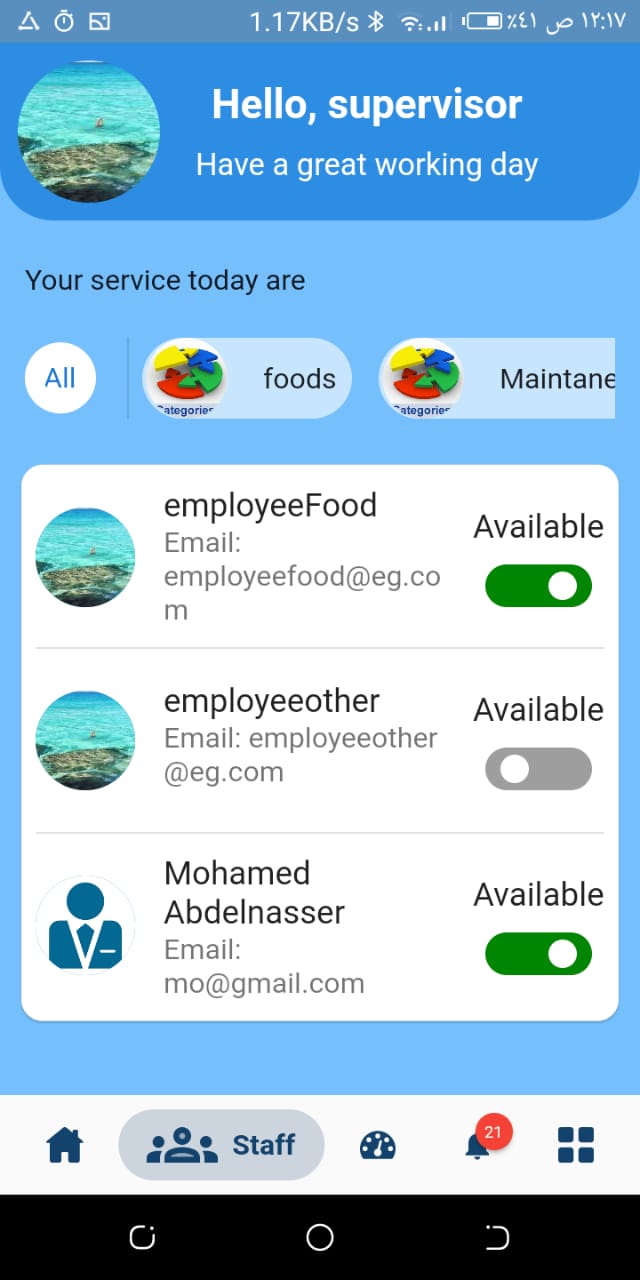 1.17KB/s ٪٤١ ص ١٢:١٧
Hello, supervisor
Have a great working day
Your service today are
All
Categories
foods
Categories
Maintane
employeeFood
Email:
employeefood@eg.co
m
Available
employeeother
Email: employeeother
@eg.com
Available
Mohamed
Abdelnasser
Email:
mo@gmail.com
Available
Staff
21